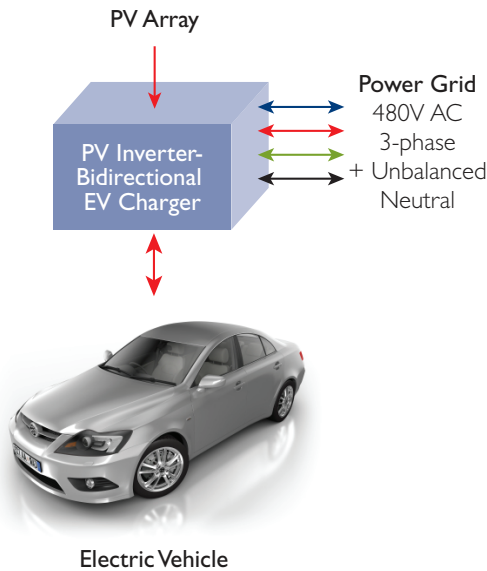 PV Array
PV Inverter-
Bidirectional
EV Charger
Power Grid
480V AC
3-phase
+ Unbalanced
Neutral
Electric Vehicle